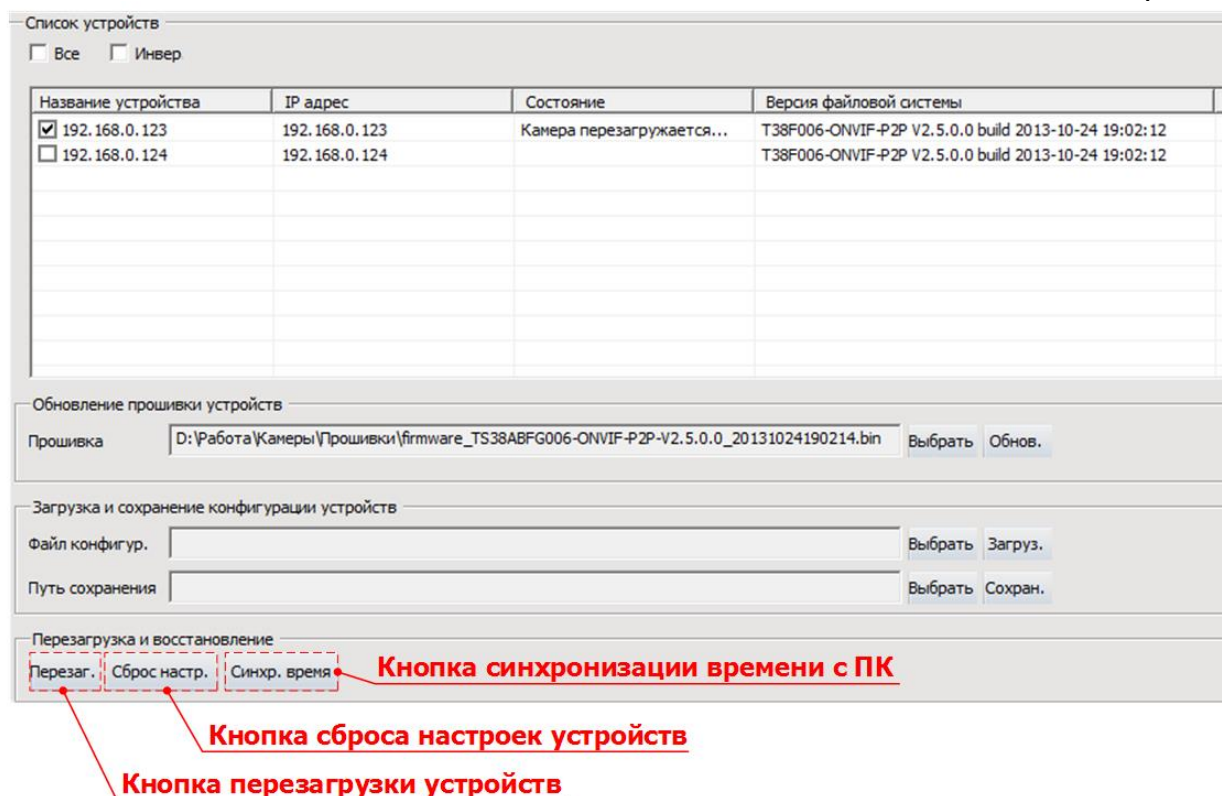 Список устройств
Все Инвер
Название устройства IP адрес Состояние Версия файловой системы
192.168.0.123 192.168.0.123 Камера перезагружается... T38F006-ONVIF-P2P V2.5.0.0 build 2013-10-24 19:02:12
192.168.0.124 192.168.0.124 T38F006-ONVIF-P2P V2.5.0.0 build 2013-10-24 19:02:12
Обновление прошивки устройств
Прошивка D:\Работа\Камеры\Прошивки\firmware_TS38ABFG006-ONVIF-P2P-V2.5.0.0_20131024190214.bin Выбрать Обнов.
Загрузка и сохранение конфигурации устройств
Файл конфигур. Выбрать Загруз.
Путь сохранения Выбрать Сохран.
Перезагрузка и восстановление
Перезаг. Сброс настр. Синхр. время Кнопка синхронизации времени с ПК
Кнопка сброса настроек устройств
Кнопка перезагрузки устройств